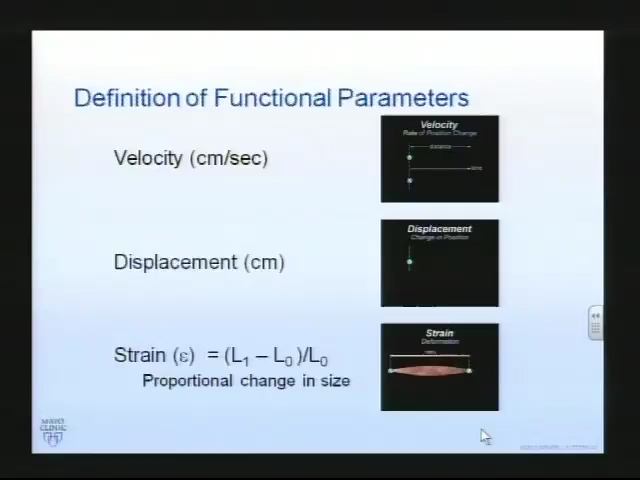 Definition of Functional Parameters
Velocity (cm/sec)
Velocity
Rate of Position Change
distance
time
Displacement (cm)
Displacement
Change in Position
Strain (ε) = (L₁ – L₀ )/L₀
Proportional change in size
Strain
Deformation
MAYO
CLINIC